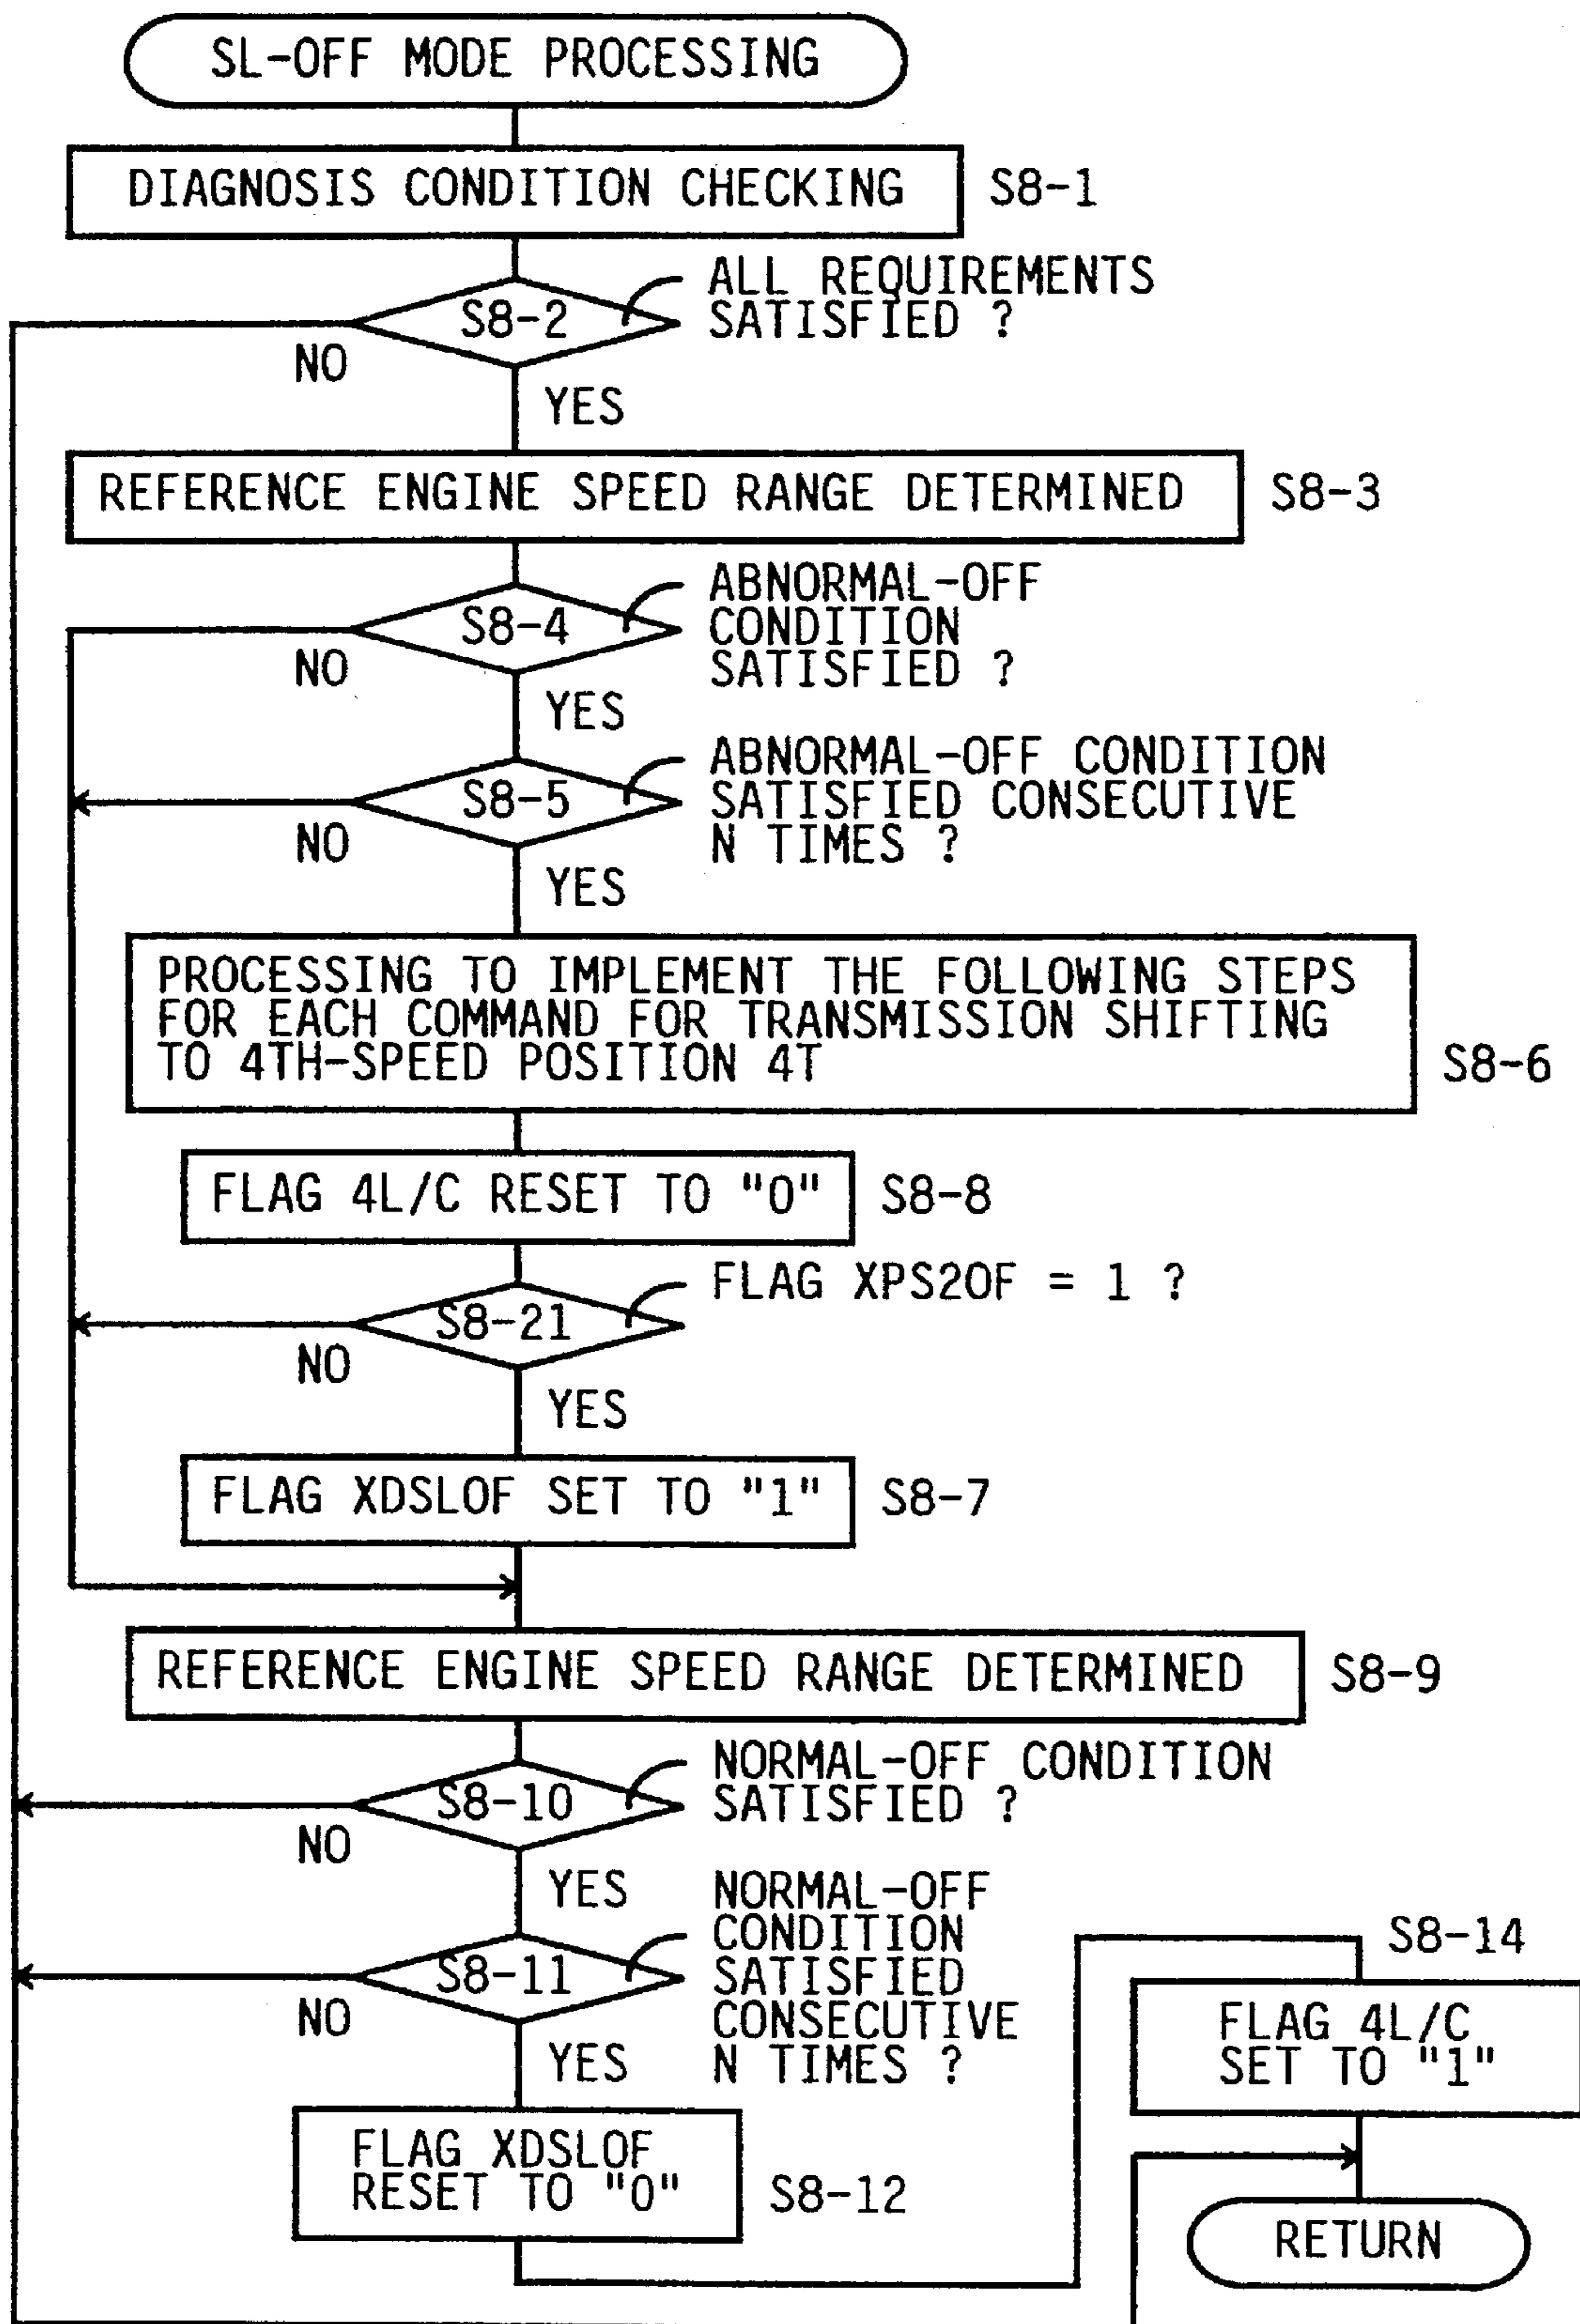 SL-OFF MODE PROCESSING
DIAGNOSIS CONDITION CHECKING
S8-1
ALL REQUIREMENTS
SATISFIED ?
S8-2
NO
YES
REFERENCE ENGINE SPEED RANGE DETERMINED
S8-3
ABNORMAL-OFF
CONDITION
SATISFIED ?
S8-4
NO
YES
ABNORMAL-OFF CONDITION
SATISFIED CONSECUTIVE
N TIMES ?
S8-5
NO
YES
PROCESSING TO IMPLEMENT THE FOLLOWING STEPS
FOR EACH COMMAND FOR TRANSMISSION SHIFTING
TO 4TH-SPEED POSITION 4T
S8-6
FLAG 4L/C RESET TO "0"
S8-8
FLAG XPS2OF = 1 ?
S8-21
NO
YES
FLAG XDSLOF SET TO "1"
S8-7
REFERENCE ENGINE SPEED RANGE DETERMINED
S8-9
NORMAL-OFF CONDITION
SATISFIED ?
S8-10
NO
YES
NORMAL-OFF
CONDITION
SATISFIED
CONSECUTIVE
N TIMES ?
S8-11
NO
YES
FLAG XDSLOF
RESET TO "0"
S8-12
S8-14
FLAG 4L/C
SET TO "1"
RETURN